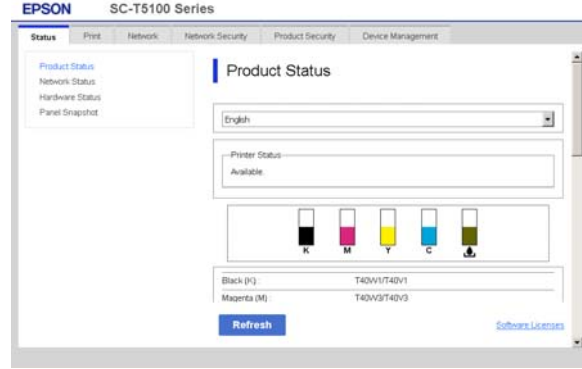 EPSON SC-T5100 Series
Status Print Network Network Security Product Security Device Management
Product Status
Network Status
Hardware Status
Panel Snapshot
Product Status
English
Printer Status
Available.
K M Y C
Black (K) : T40W1/T40V1
Magenta (M) T40W3/T40V3
Refresh
Software Licenses